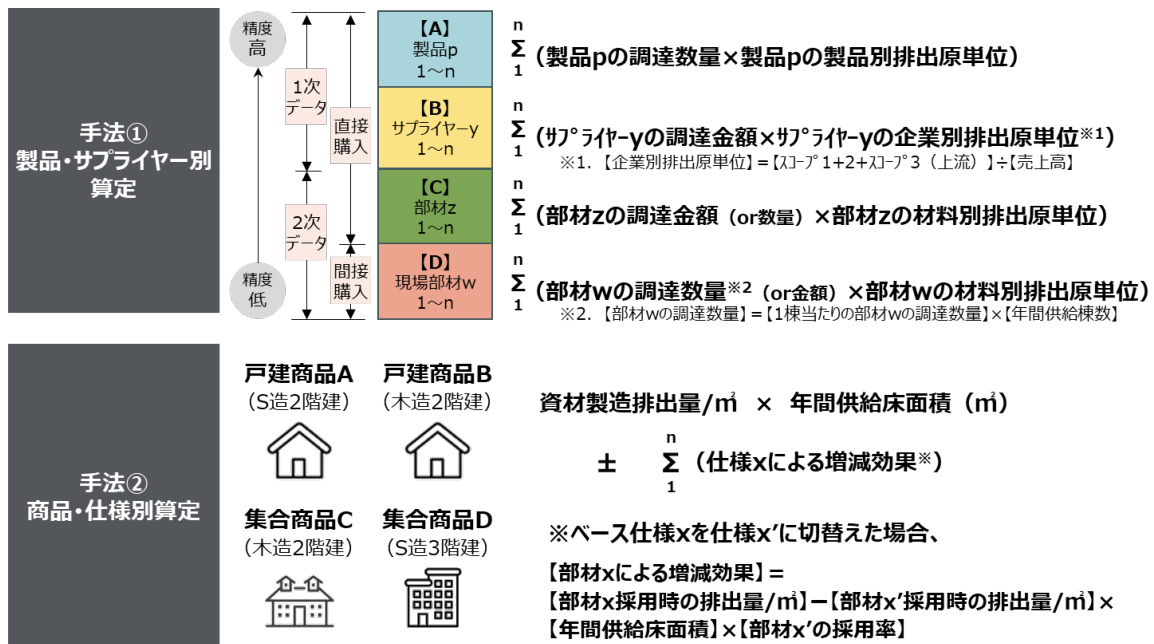 手法①
製品・サプライヤー別
算定
精度
高
精度
低
1次
データ
2次
データ
直接
購入
間接
購入
【A】
製品p
1～n
【B】
サプライヤーy
1～n
【C】
部材z
1～n
【D】
現場部材w
1～n
n
Σ
1
（製品pの調達数量×製品pの製品別排出原単位）
n
Σ
1
（ｻﾌﾟﾗｲﾔｰyの調達金額×ｻﾌﾟﾗｲﾔｰyの企業別排出原単位※1）
※1. 【企業別排出原単位】＝【ｽｺｰﾌﾟ1+2+ｽｺｰﾌﾟ3（上流）】÷【売上高】
n
Σ
1
（部材zの調達金額（or数量）×部材zの材料別排出原単位）
n
Σ
1
（部材wの調達数量※2（or金額）×部材wの材料別排出原単位）
※2. 【部材wの調達数量】＝【1棟当たりの部材wの調達数量】×【年間供給棟数】
手法②
商品・仕様別算定
戸建商品A
（S造2階建）
戸建商品B
（木造2階建）
集合商品C
（木造2階建）
集合商品D
（S造3階建）
資材製造排出量/㎡ × 年間供給床面積（㎡）
n
± Σ （仕様xによる増減効果※）
1
※ベース仕様xを仕様x’に切替えた場合、
【部材xによる増減効果】＝
【部材x採用時の排出量/㎡】－【部材x’採用時の排出量/㎡】×
【年間供給床面積】×【部材x’の採用率】